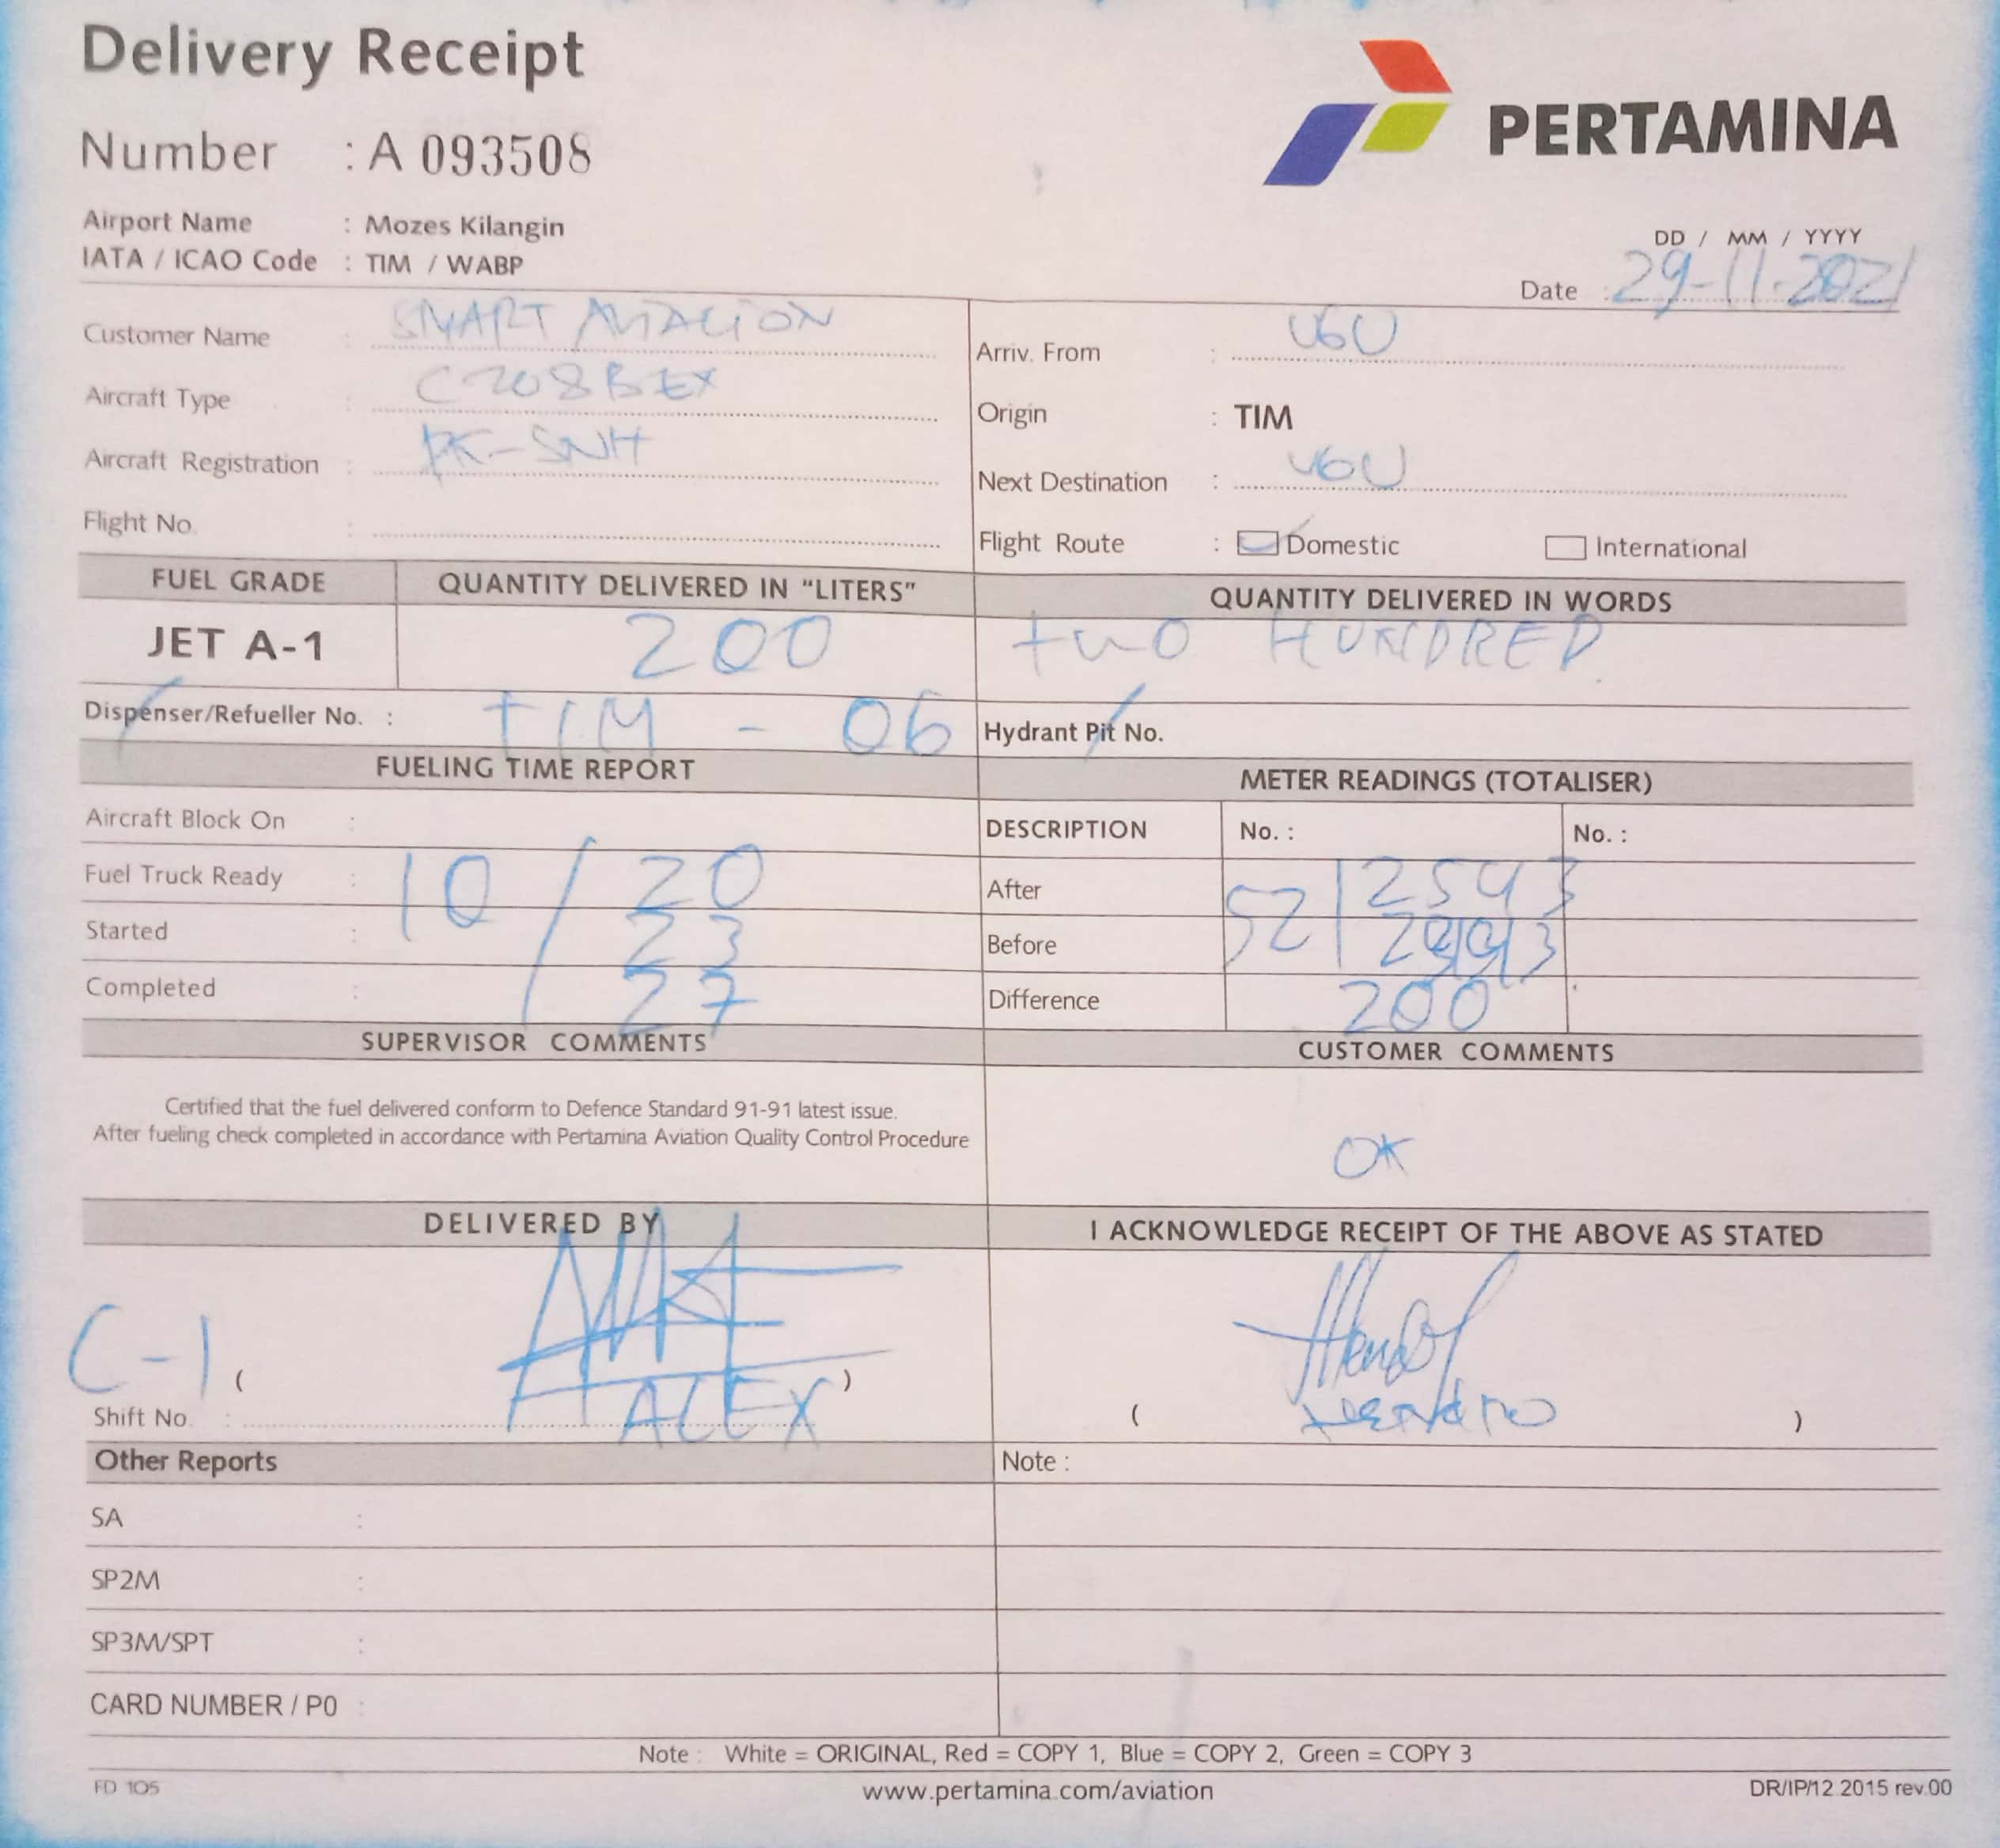 Delivery Receipt
PERTAMINA
Number : A 093508
Airport Name : Mozes Kilangin
IATA / ICAO Code : TIM / WABP
DD / MM / YYYY
Date : 29-11-2021
Customer Name : SMART AVIATION
Arriv. From : UGU
Aircraft Type : C208B EX
Origin : TIM
Aircraft Registration : PK-SNH
Next Destination : UGU
Flight No. :
Flight Route : Domestic International
FUEL GRADE QUANTITY DELIVERED IN "LITERS" QUANTITY DELIVERED IN WORDS
JET A-1 200 two HUNDRED
Dispenser/Refueller No. : TIM - 06 Hydrant Pit No.
FUELING TIME REPORT METER READINGS (TOTALISER)
Aircraft Block On : DESCRIPTION No. : No. :
Fuel Truck Ready : 10 / 20 After 52 2593
Started : 23 Before
Completed : 27 Difference 200
SUPERVISOR COMMENTS CUSTOMER COMMENTS
Certified that the fuel delivered conform to Defence Standard 91-91 latest issue.
After fueling check completed in accordance with Pertamina Aviation Quality Control Procedure
OK
DELIVERED BY I ACKNOWLEDGE RECEIPT OF THE ABOVE AS STATED
C-1 ( ALEX ) ( )
Shift No. :
Other Reports Note :
SA :
SP2M :
SP3M/SPT :
CARD NUMBER / P0 :
Note : White = ORIGINAL, Red = COPY 1, Blue = COPY 2, Green = COPY 3
FD 105 www.pertamina.com/aviation DR/IP/12.2015 rev.00